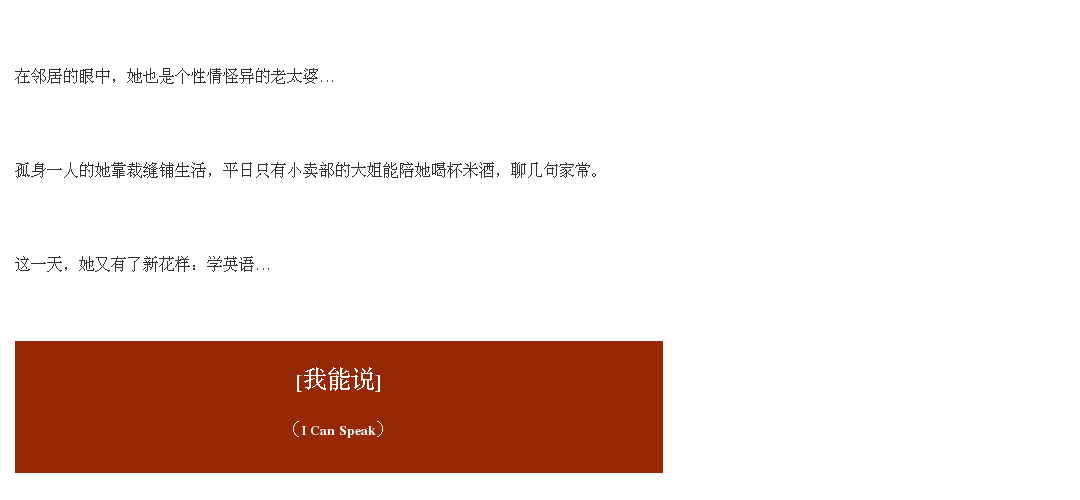 在邻居的眼中，她也是个性情怪异的老太婆…
孤身一人的她靠裁缝铺生活，平日只有小卖部的大姐能陪她喝杯米酒，聊几句家常。
这一天，她又有了新花样：学英语…
[我能说]
（I Can Speak）